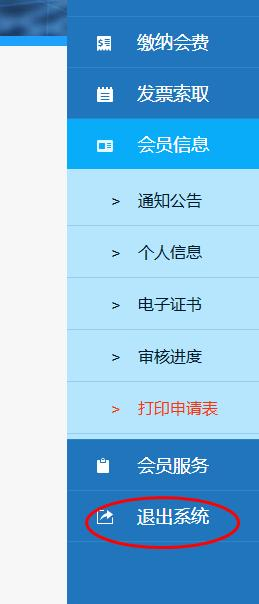 缴纳会费
发票索取
会员信息
> 通知公告
> 个人信息
> 电子证书
> 审核进度
> 打印申请表
会员服务
退出系统